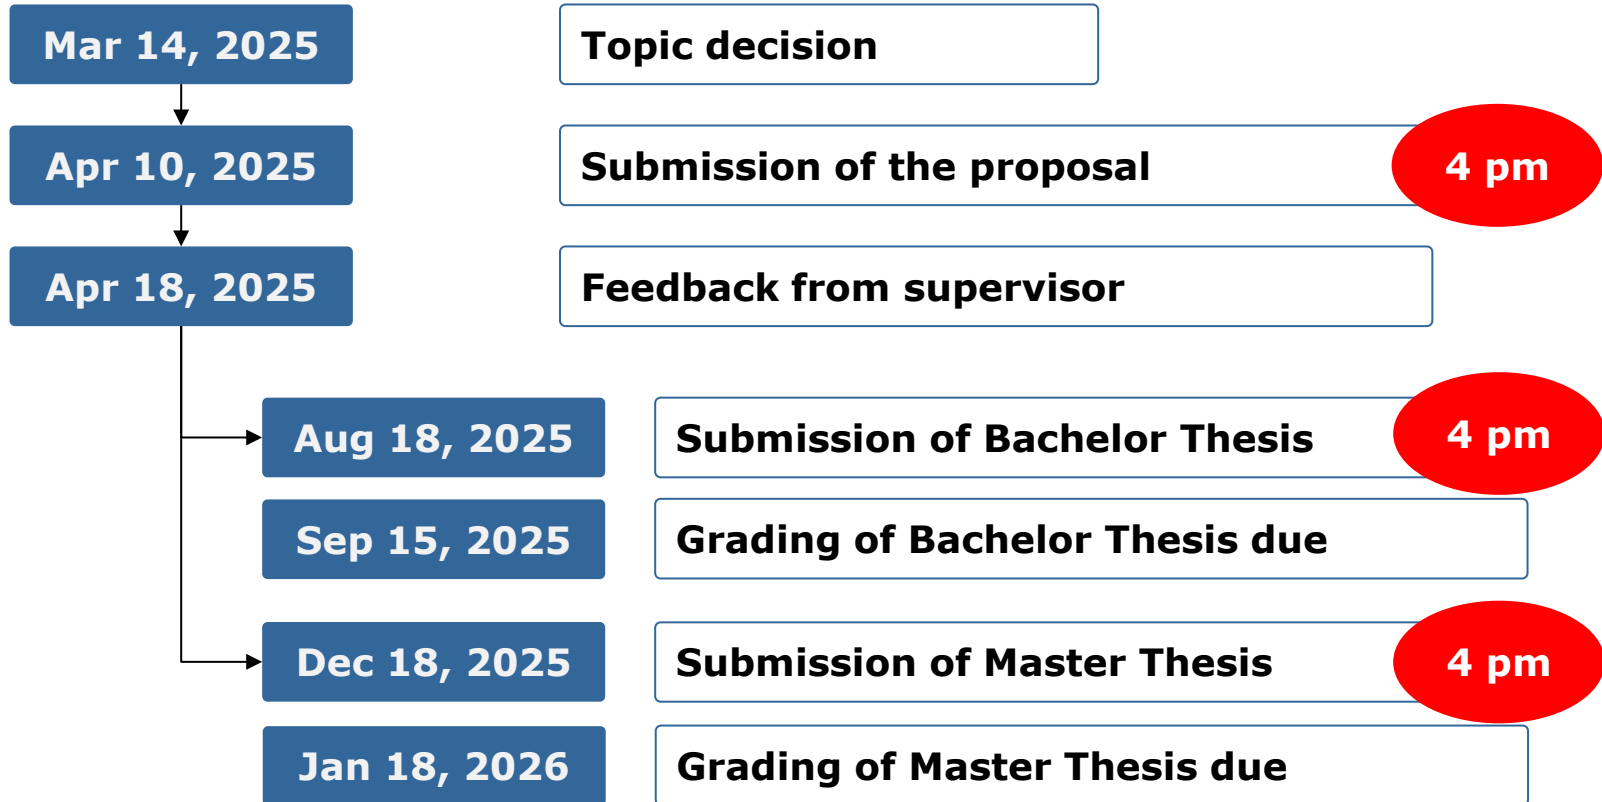 Mar 14, 2025 Topic decision
Apr 10, 2025 Submission of the proposal 4 pm
Apr 18, 2025 Feedback from supervisor
Aug 18, 2025 Submission of Bachelor Thesis 4 pm
Sep 15, 2025 Grading of Bachelor Thesis due
Dec 18, 2025 Submission of Master Thesis 4 pm
Jan 18, 2026 Grading of Master Thesis due